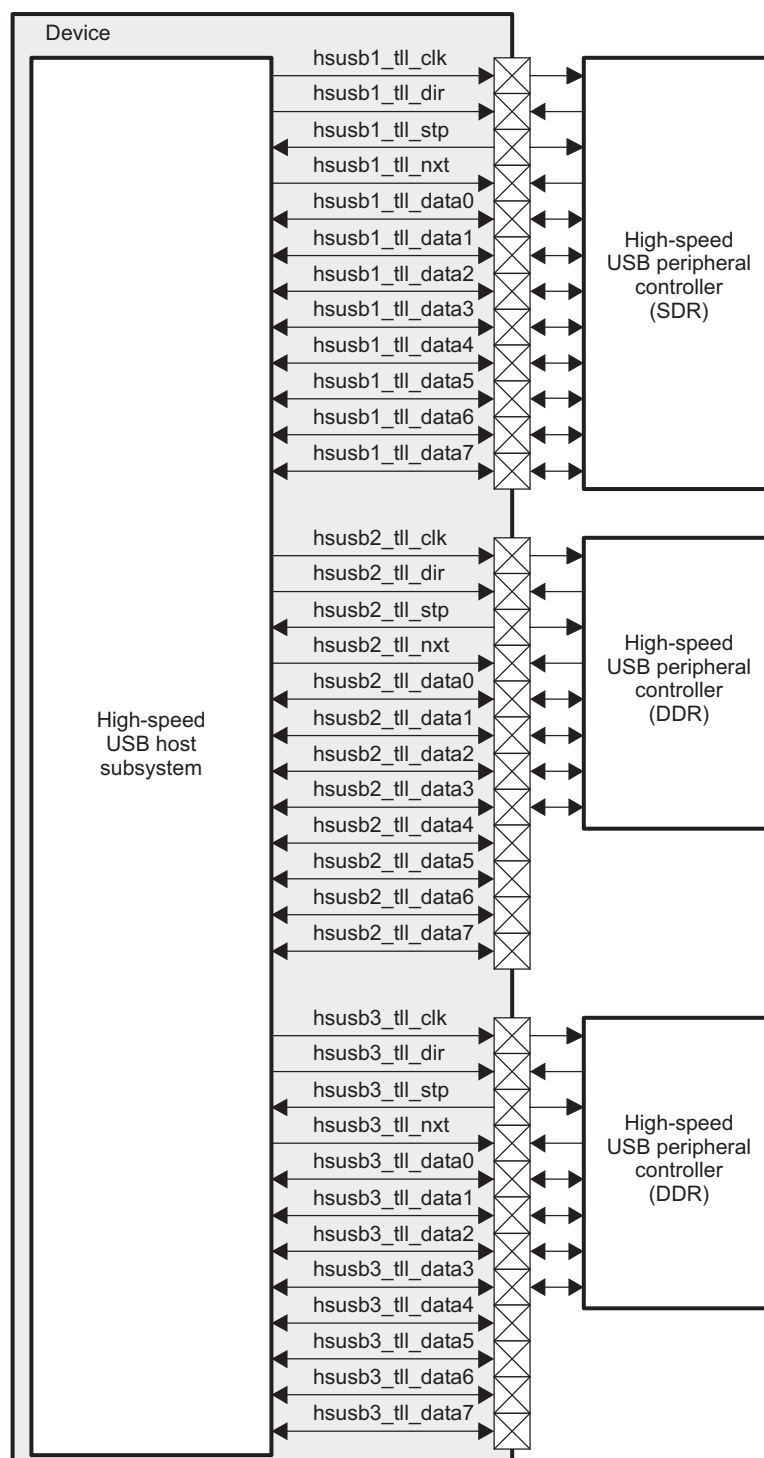 Device
hsusb1_tll_clk
hsusb1_tll_dir
hsusb1_tll_stp
hsusb1_tll_nxt
hsusb1_tll_data0
hsusb1_tll_data1
hsusb1_tll_data2
hsusb1_tll_data3
hsusb1_tll_data4
hsusb1_tll_data5
hsusb1_tll_data6
hsusb1_tll_data7
High-speed
USB peripheral
controller
(SDR)
hsusb2_tll_clk
hsusb2_tll_dir
hsusb2_tll_stp
hsusb2_tll_nxt
hsusb2_tll_data0
hsusb2_tll_data1
hsusb2_tll_data2
hsusb2_tll_data3
hsusb2_tll_data4
hsusb2_tll_data5
hsusb2_tll_data6
hsusb2_tll_data7
High-speed
USB peripheral
controller
(DDR)
High-speed
USB host
subsystem
hsusb3_tll_clk
hsusb3_tll_dir
hsusb3_tll_stp
hsusb3_tll_nxt
hsusb3_tll_data0
hsusb3_tll_data1
hsusb3_tll_data2
hsusb3_tll_data3
hsusb3_tll_data4
hsusb3_tll_data5
hsusb3_tll_data6
hsusb3_tll_data7
High-speed
USB peripheral
controller
(DDR)